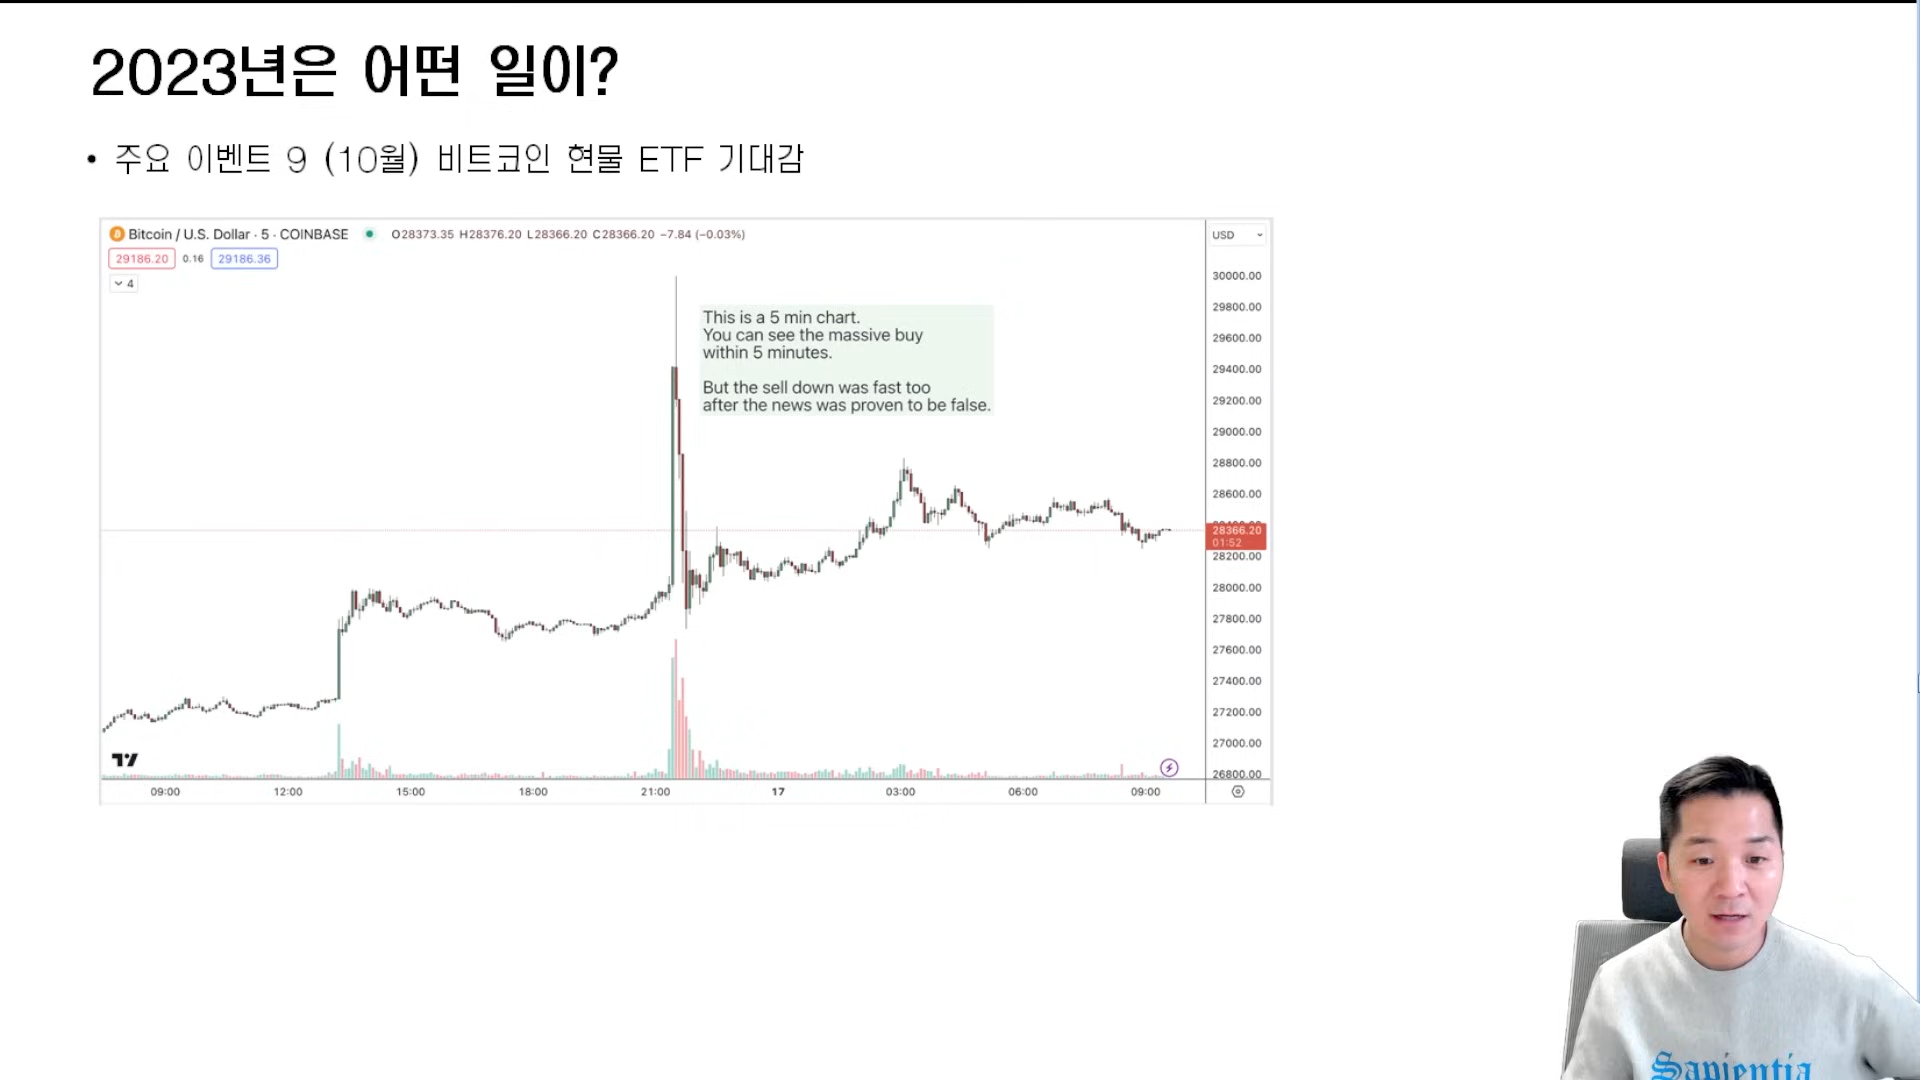 2023년은 어떤 일이?
• 주요 이벤트 9 (10월) 비트코인 현물 ETF 기대감
Bitcoin / U.S. Dollar · 5 · COINBASE
O28373.35 H28376.20 L28366.20 C28366.20 −7.84 (−0.03%)
USD
29186.20 0.16 29186.36
4
This is a 5 min chart.
You can see the massive buy
within 5 minutes.
But the sell down was fast too
after the news was proven to be false.
30000.00
29800.00
29600.00
29400.00
29200.00
29000.00
28800.00
28600.00
28366.20
01:52
28200.00
28000.00
27800.00
27600.00
27400.00
27200.00
27000.00
26800.00
09:00 12:00 15:00 18:00 21:00 17 03:00 06:00 09:00
Sapientia